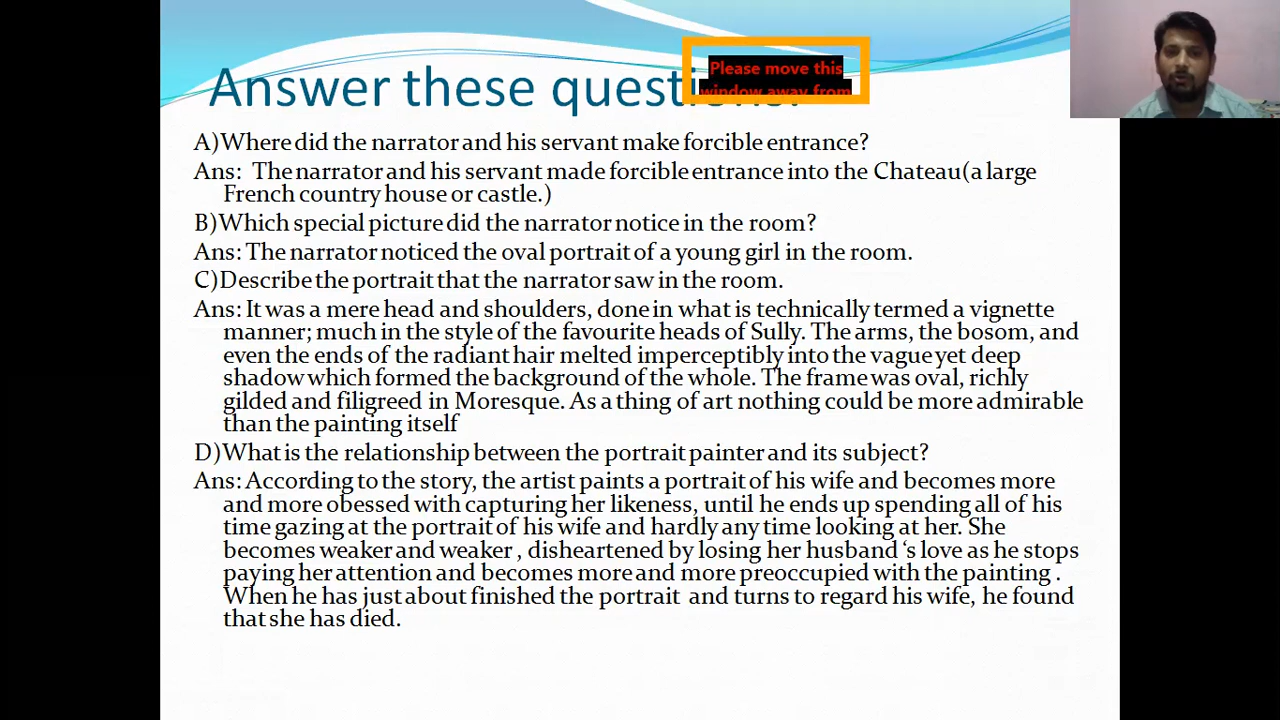 Answer these questions:
Please move this
window away from
A)Where did the narrator and his servant make forcible entrance?
Ans: The narrator and his servant made forcible entrance into the Chateau(a large
French country house or castle.)
B)Which special picture did the narrator notice in the room?
Ans: The narrator noticed the oval portrait of a young girl in the room.
C)Describe the portrait that the narrator saw in the room.
Ans: It was a mere head and shoulders, done in what is technically termed a vignette
manner; much in the style of the favourite heads of Sully. The arms, the bosom, and
even the ends of the radiant hair melted imperceptibly into the vague yet deep
shadow which formed the background of the whole. The frame was oval, richly
gilded and filigreed in Moresque. As a thing of art nothing could be more admirable
than the painting itself
D)What is the relationship between the portrait painter and its subject?
Ans: According to the story, the artist paints a portrait of his wife and becomes more
and more obessed with capturing her likeness, until he ends up spending all of his
time gazing at the portrait of his wife and hardly any time looking at her. She
becomes weaker and weaker , disheartened by losing her husband ‘s love as he stops
paying her attention and becomes more and more preoccupied with the painting .
When he has just about finished the portrait and turns to regard his wife, he found
that she has died.